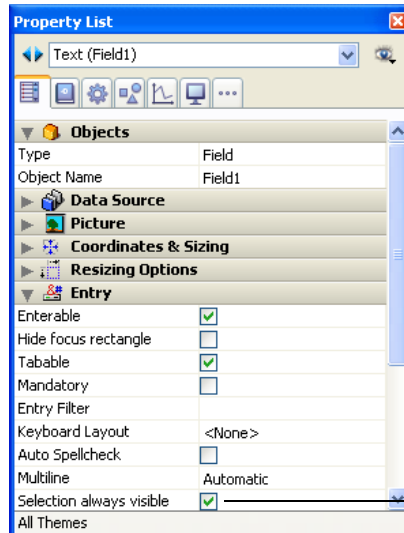 Property List
Text (Field1)
Objects
Type Field
Object Name Field1
Data Source
Picture
Coordinates & Sizing
Resizing Options
Entry
Enterable
Hide focus rectangle
Tabable
Mandatory
Entry Filter
Keyboard Layout <None>
Auto Spellcheck
Multiline Automatic
Selection always visible
All Themes